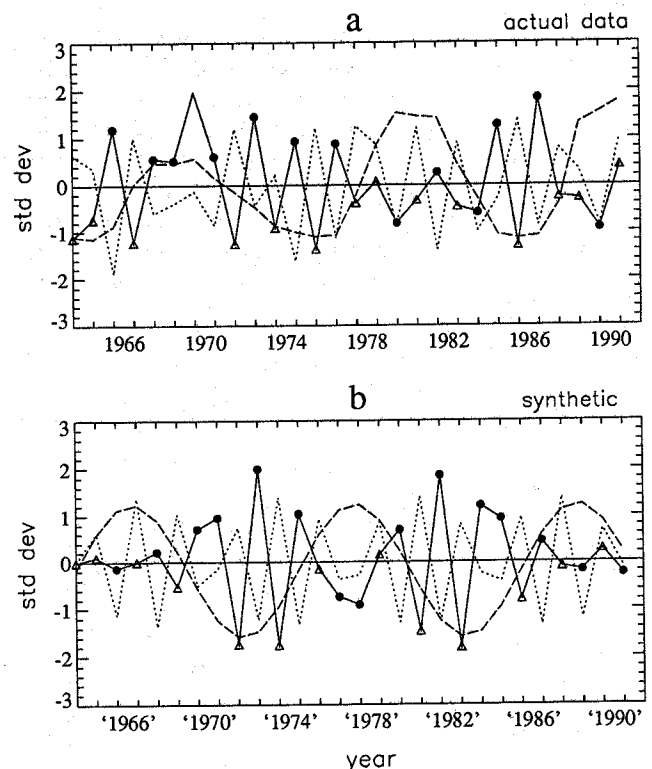 a
actual data
3
2
1
0
-1
-2
-3
std dev
1966 1970 1974 1978 1982 1986 1990
b
synthetic
3
2
1
0
-1
-2
-3
std dev
‘1966’ ‘1970’ ‘1974’ ‘1978’ ‘1982’ ‘1986’ ‘1990’
year